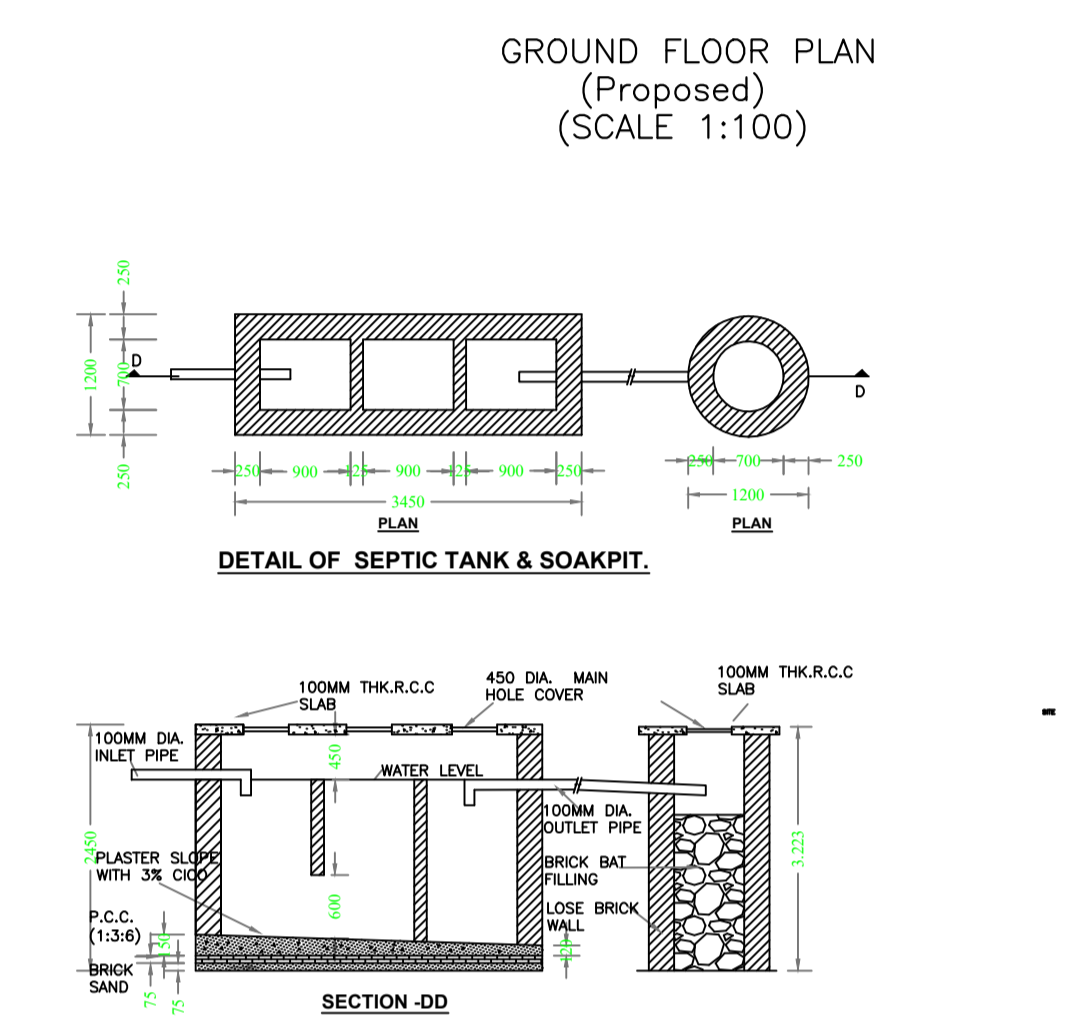 GROUND FLOOR PLAN
(Proposed)
(SCALE 1:100)
250
1200
700
250
D
D
250 900 125 900 125 900 250
3450
PLAN
250 700 250
1200
PLAN
DETAIL OF SEPTIC TANK & SOAKPIT.
100MM THK.R.C.C
SLAB
450 DIA. MAIN
HOLE COVER
100MM THK.R.C.C
SLAB
SITE
100MM DIA.
INLET PIPE
450
WATER LEVEL
100MM DIA.
OUTLET PIPE
2450
3.223
PLASTER SLOPE
WITH 3% CICO
BRICK BAT
FILLING
600
LOSE BRICK
WALL
P.C.C.
(1:3:6)
150
120
BRICK
SAND
75
75
SECTION -DD